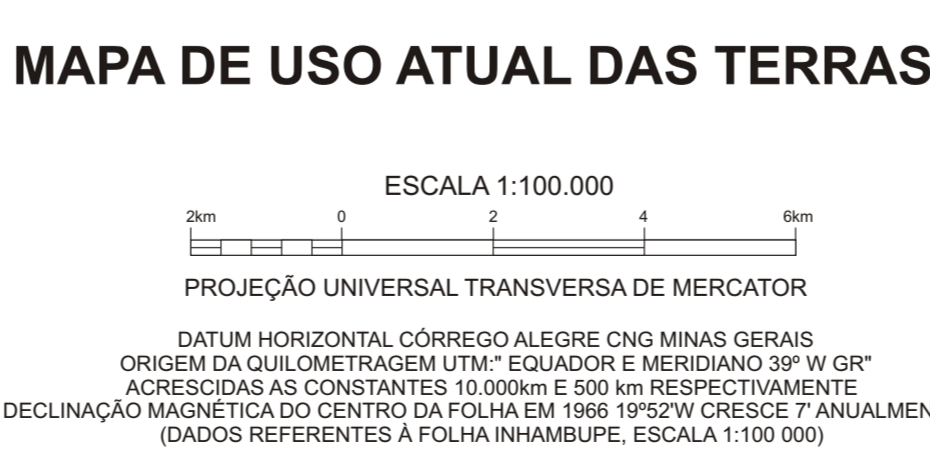 MAPA DE USO ATUAL DAS TERRAS
ESCALA 1:100.000
2km 0 2 4 6km
PROJEÇÃO UNIVERSAL TRANSVERSA DE MERCATOR
DATUM HORIZONTAL CÓRREGO ALEGRE CNG MINAS GERAIS
ORIGEM DA QUILOMETRAGEM UTM:" EQUADOR E MERIDIANO 39º W GR"
ACRESCIDAS AS CONSTANTES 10.000km E 500 km RESPECTIVAMENTE
DECLINAÇÃO MAGNÉTICA DO CENTRO DA FOLHA EM 1966 19º52'W CRESCE 7' ANUALMEN
(DADOS REFERENTES À FOLHA INHAMBUPE, ESCALA 1:100 000)